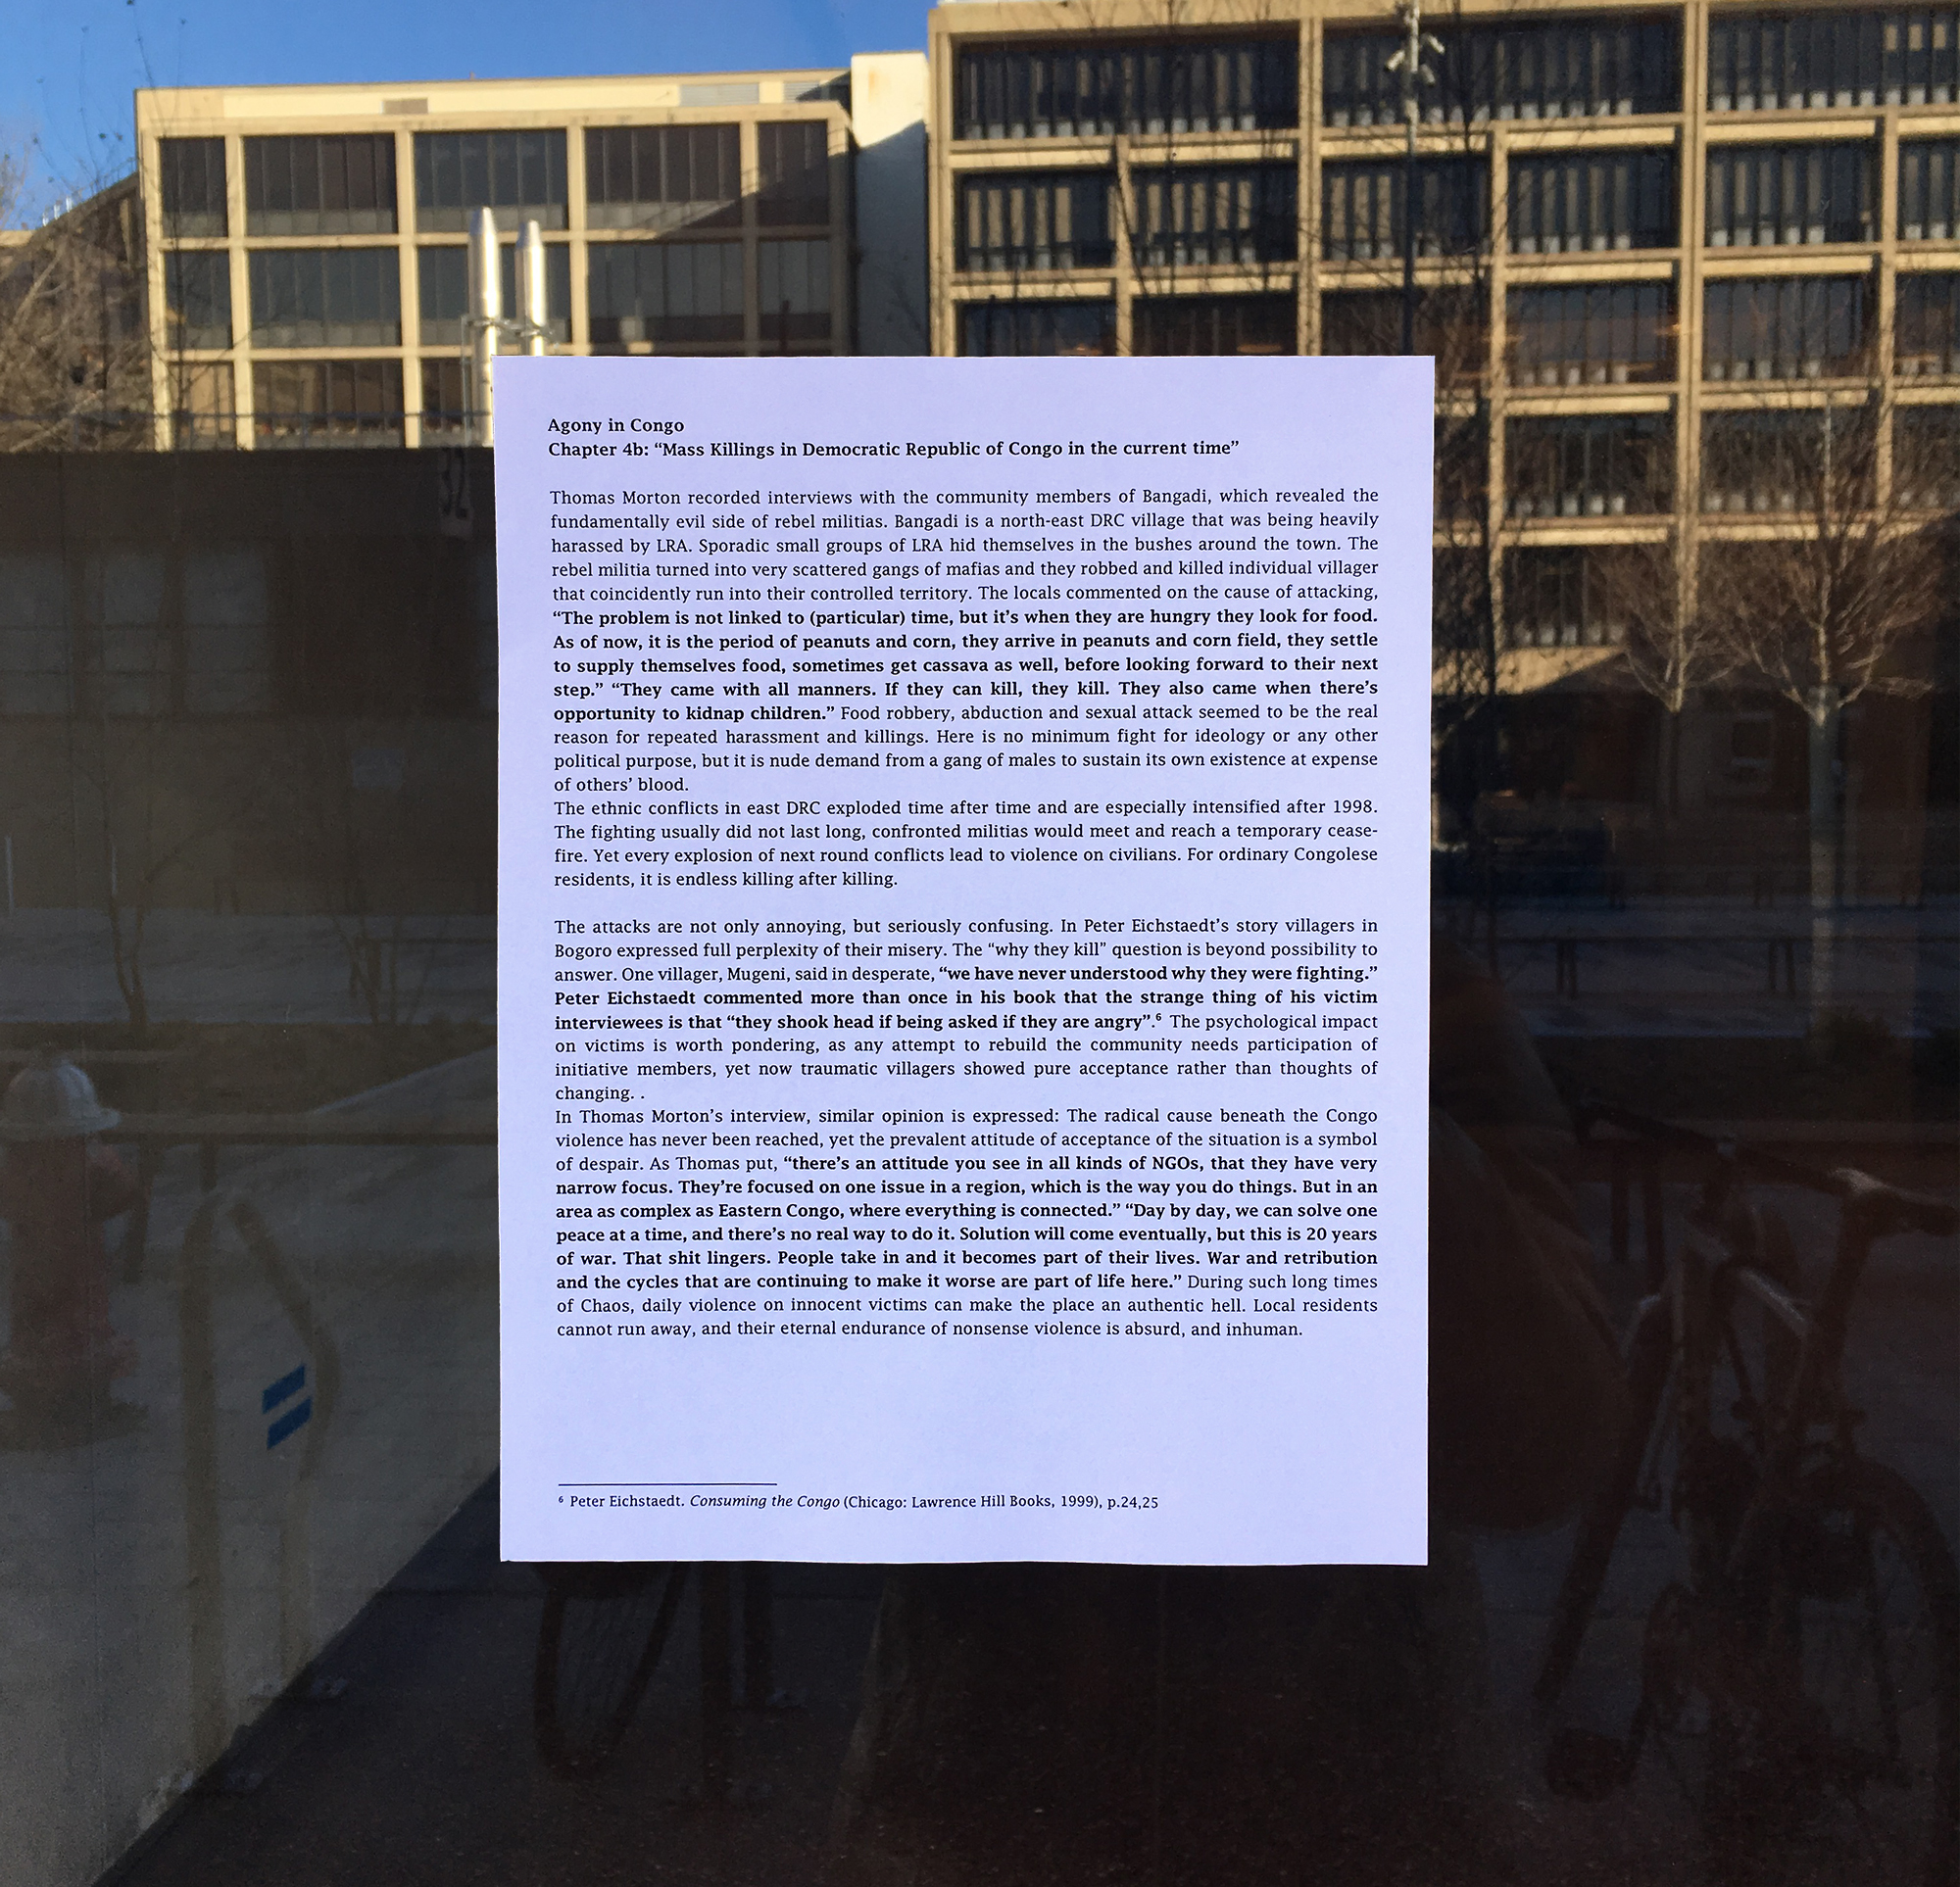 Agony in Congo
Chapter 4b: “Mass Killings in Democratic Republic of Congo in the current time”
Thomas Morton recorded interviews with the community members of Bangadi, which revealed the
fundamentally evil side of rebel militias. Bangadi is a north-east DRC village that was being heavily
harassed by LRA. Sporadic small groups of LRA hid themselves in the bushes around the town. The
rebel militia turned into very scattered gangs of mafias and they robbed and killed individual villager
that coincidently run into their controlled territory. The locals commented on the cause of attacking,
“The problem is not linked to (particular) time, but it’s when they are hungry they look for food.
As of now, it is the period of peanuts and corn, they arrive in peanuts and corn field, they settle
to supply themselves food, sometimes get cassava as well, before looking forward to their next
step.” “They came with all manners. If they can kill, they kill. They also came when there’s
opportunity to kidnap children.” Food robbery, abduction and sexual attack seemed to be the real
reason for repeated harassment and killings. Here is no minimum fight for ideology or any other
political purpose, but it is nude demand from a gang of males to sustain its own existence at expense
of others’ blood.
The ethnic conflicts in east DRC exploded time after time and are especially intensified after 1998.
The fighting usually did not last long, confronted militias would meet and reach a temporary cease-
fire. Yet every explosion of next round conflicts lead to violence on civilians. For ordinary Congolese
residents, it is endless killing after killing.
The attacks are not only annoying, but seriously confusing. In Peter Eichstaedt’s story villagers in
Bogoro expressed full perplexity of their misery. The “why they kill” question is beyond possibility to
answer. One villager, Mugeni, said in desperate, “we have never understood why they were fighting.”
Peter Eichstaedt commented more than once in his book that the strange thing of his victim
interviewees is that “they shook head if being asked if they are angry”.⁶ The psychological impact
on victims is worth pondering, as any attempt to rebuild the community needs participation of
initiative members, yet now traumatic villagers showed pure acceptance rather than thoughts of
changing. .
In Thomas Morton’s interview, similar opinion is expressed: The radical cause beneath the Congo
violence has never been reached, yet the prevalent attitude of acceptance of the situation is a symbol
of despair. As Thomas put, “there’s an attitude you see in all kinds of NGOs, that they have very
narrow focus. They’re focused on one issue in a region, which is the way you do things. But in an
area as complex as Eastern Congo, where everything is connected.” “Day by day, we can solve one
peace at a time, and there’s no real way to do it. Solution will come eventually, but this is 20 years
of war. That shit lingers. People take in and it becomes part of their lives. War and retribution
and the cycles that are continuing to make it worse are part of life here.” During such long times
of Chaos, daily violence on innocent victims can make the place an authentic hell. Local residents
cannot run away, and their eternal endurance of nonsense violence is absurd, and inhuman.
⁶ Peter Eichstaedt. Consuming the Congo (Chicago: Lawrence Hill Books, 1999), p.24,25